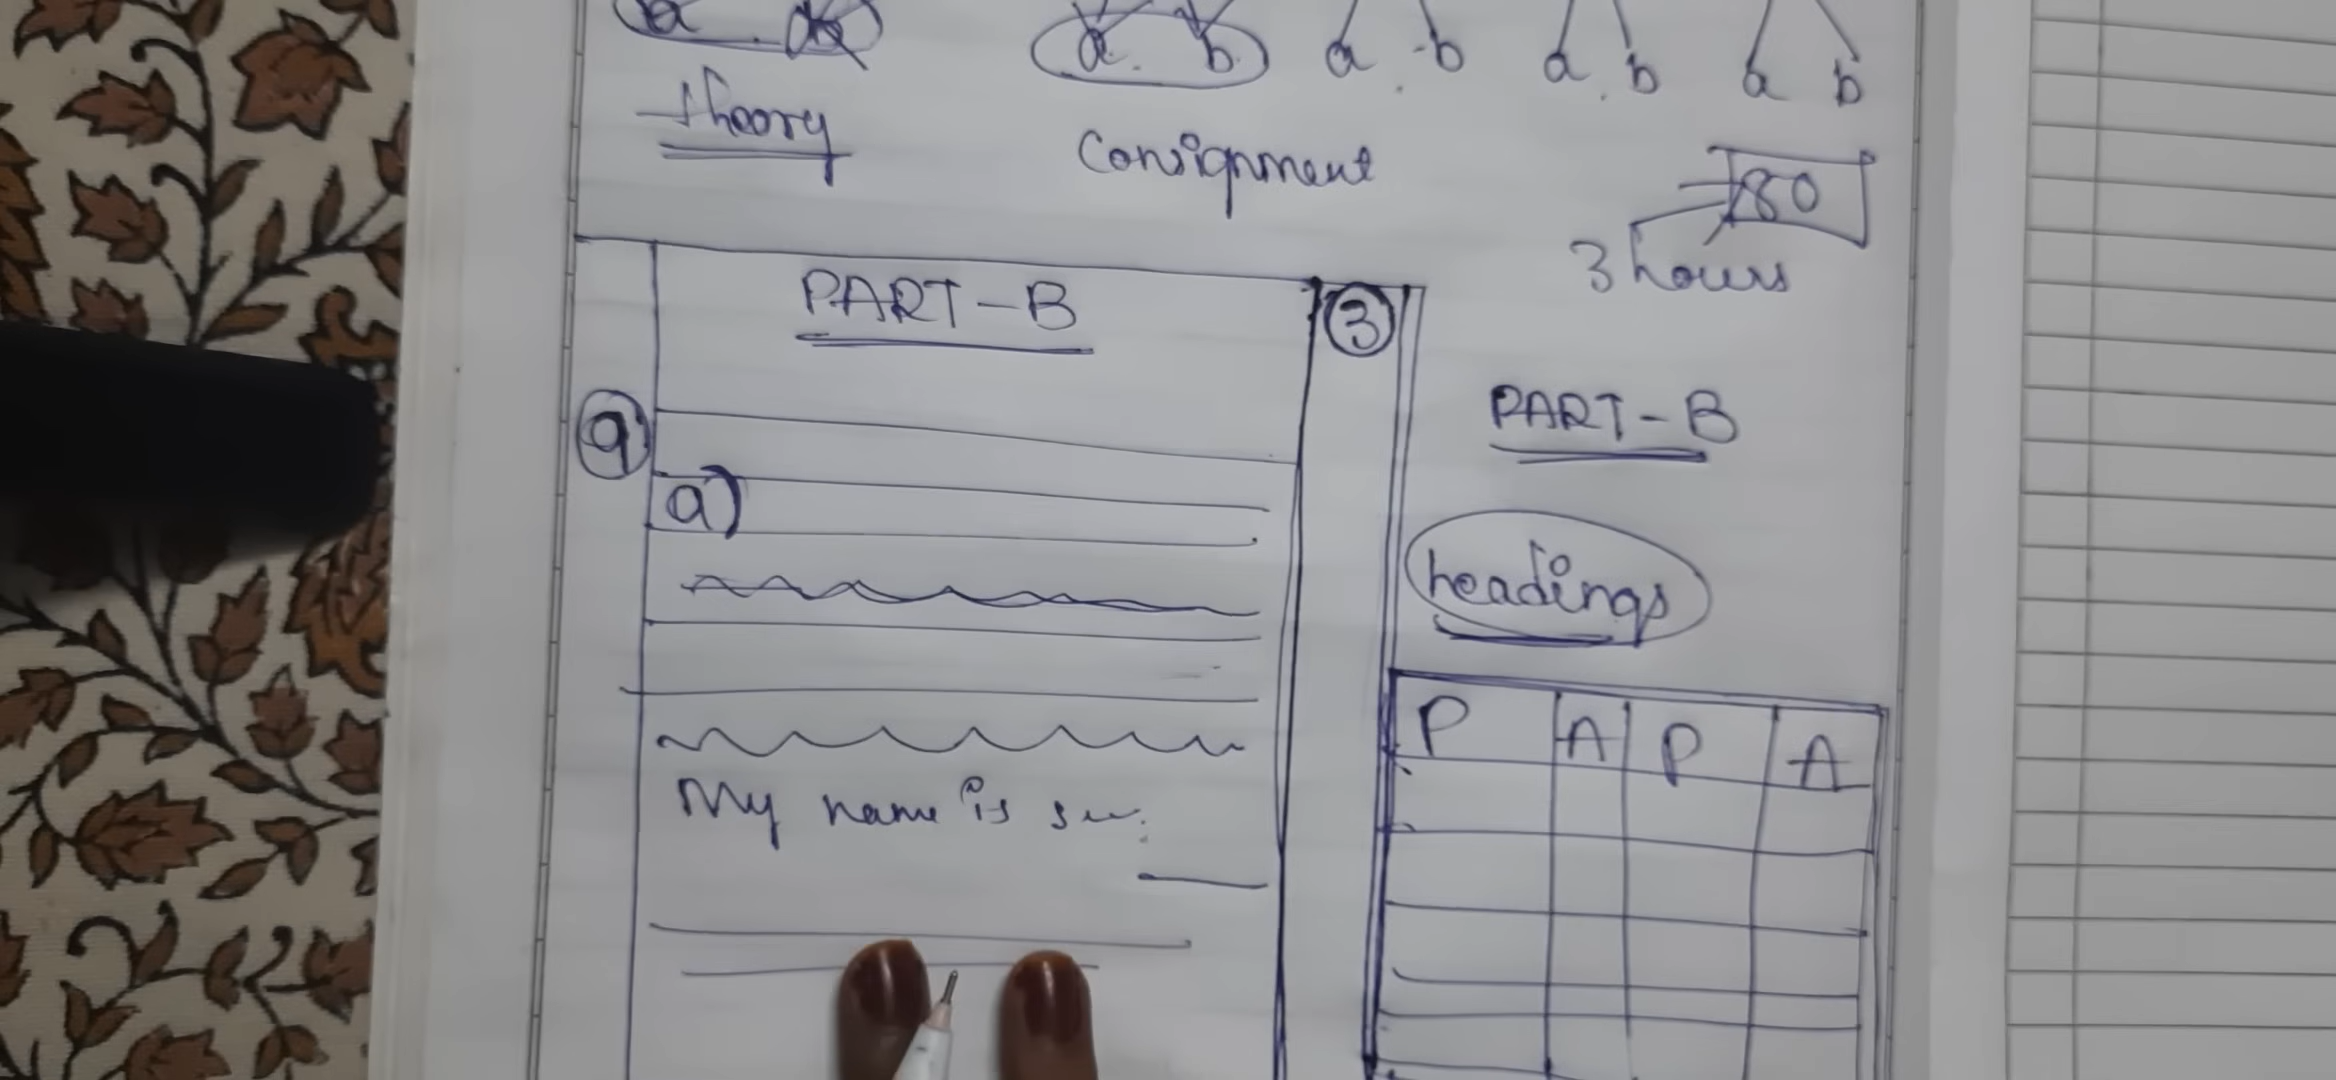 a
a. b. a b a b a b
theory
Consignment
80
3 hours
PART-B
3
9
a)
My name is
PART-B
headings
P A P A